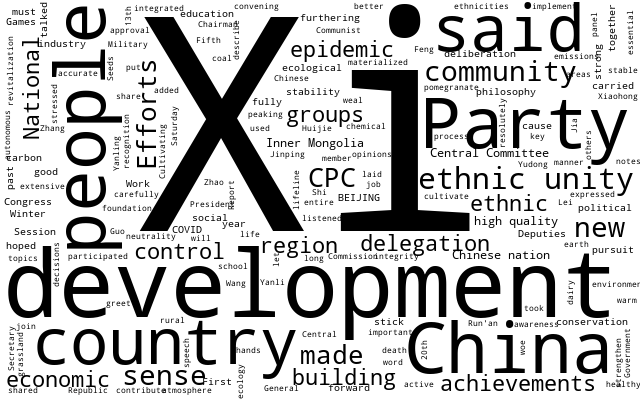 must
Games
talked
13th
integrated
education
convening
better
ethnicities
implement
approval
Chairman
describe
furthering
Communist
said
panel
strong
together
essential
industry
Military
Fifth
coal
epidemic
materialized
Feng
deliberation
emissions
National
people
accurate
Seeds
put
Efforts
ecological
Chinese
community
areas
stable
autonomous
revitalization
stressed
share
added
Xi
stability
pomegranate
philosophy
carried
Xiaohong
fully
weal
peaking
groups
resolutely
Party
Zhang
Yanling
recognition
Cultivating
Saturday
used
Huijie
chemical
process
cause
key
Jia
others
carbon
Inner Mongolia
Jinping
member
opinions
Central Committee
Yudong
manner
notes
past
good
extensive
Work
carefully
Zhao
Report
lifeline
CPC
laid
job
ethnic unity
Congress
Winter
foundation
President
Shi
entire
BEIJING
cultivate
ethnic
Lei
expressed
political
Session
Guo
COVID
social
year
listened
high quality
new
hoped
neutrality
will
life
Deputies
topics
decisions
participated
control
region
delegation
earth
pursuit
let
long
Commission
integrity
Chinese nation
development
school
Wang
Yanli
dairy
environment
warm
greet
took
join
rural
Central
stick
important
Run'an
awareness
conservation
Secretary
grassland
country
speech
hands
made
death
word
20th
China
woe
strengthen
Government
economic
sense
First
ecology
building
achievements
shared
Republic
contribute
atmosphere
General
forward
active
healthy